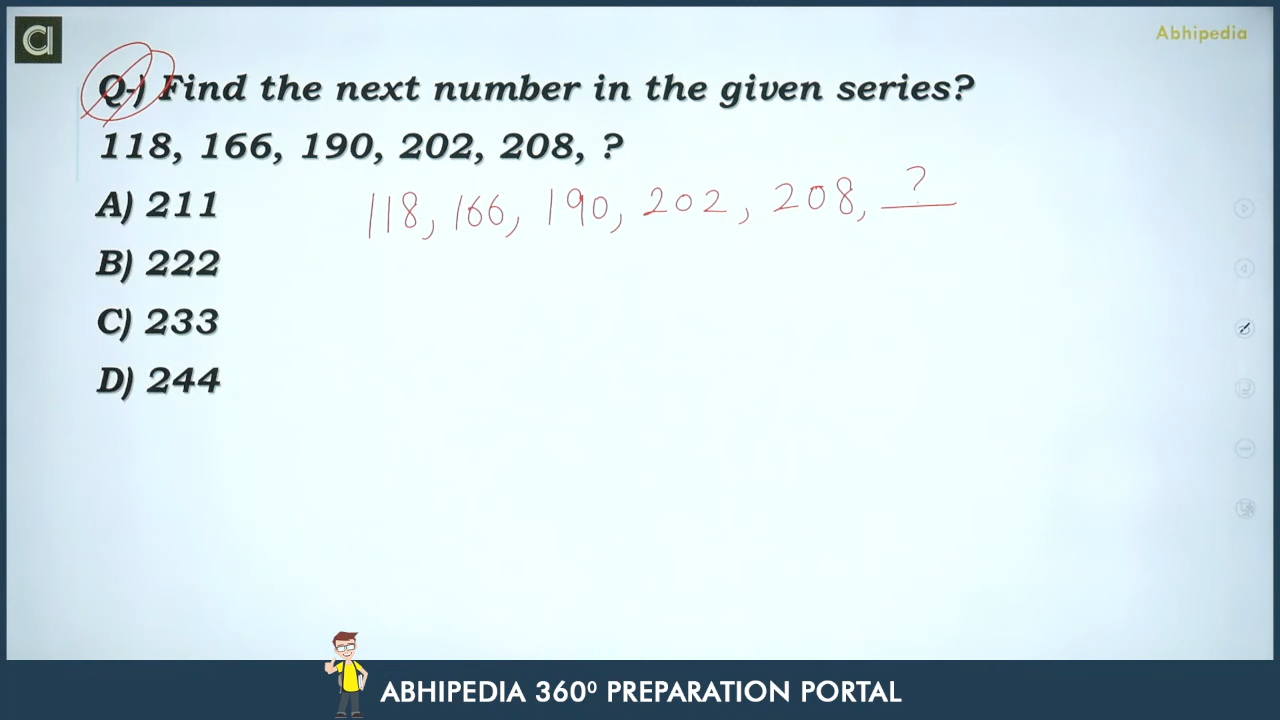 CA
Abhipedia
Q-) Find the next number in the given series?
118, 166, 190, 202, 208, ?
A) 211
118, 166, 190, 202, 208, ?
B) 222
C) 233
D) 244
ABHIPEDIA 360⁰ PREPARATION PORTAL